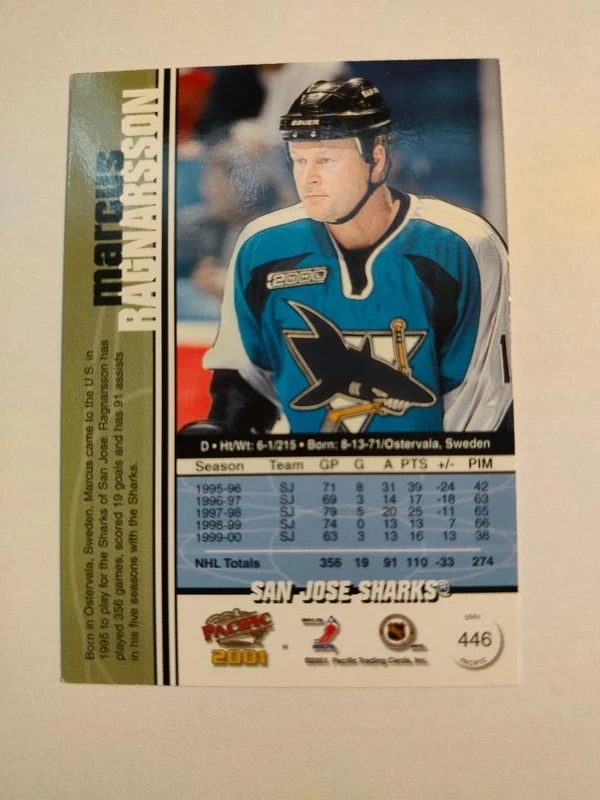 marcus
RAGNARSSON
Born in Ostervala, Sweden, Marcus came to the U.S. in
1995 to play for the Sharks of San Jose. Ragnarsson has
played 356 games, scored 19 goals and has 91 assists
in his five seasons with the Sharks.
BAUER
2000
D • Ht/Wt: 6-1/215 • Born: 8-13-71/Ostervala, Sweden
Season Team GP G A PTS +/- PIM
1995-96 SJ 71 8 31 39 -24 42
1996-97 SJ 69 3 14 17 -18 63
1997-98 SJ 79 5 20 25 -11 65
1998-99 SJ 74 0 13 13 7 66
1999-00 SJ 63 3 13 16 13 38
NHL Totals 356 19 91 110 -33 274
SAN JOSE SHARKS®
PACIFIC
2001
H
©2001 Pacific Trading Cards, Inc.
2001
446
PACIFIC